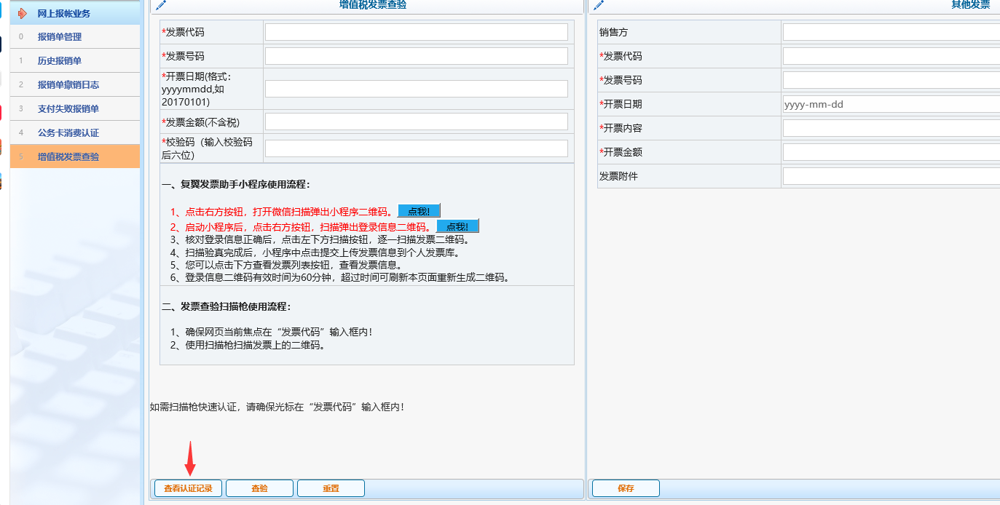 网上报帐业务
0 报销单管理
1 历史报销单
2 报销单撤销日志
3 支付失败报销单
4 公务卡消费认证
5 增值税发票查验
增值税发票查验
*发票代码
*发票号码
*开票日期(格式：
yyyymmdd,如
20170101)
*发票金额(不含税)
*校验码（输入校验码
后六位)
一、复翼发票助手小程序使用流程：
1、点击右方按钮，打开微信扫描弹出小程序二维码。 点我!
2、启动小程序后，点击右方按钮，扫描弹出登录信息二维码。 点我!
3、核对登录信息正确后，点击左下方扫描按钮，逐一扫描发票二维码。
4、扫描验真完成后，小程序中点击提交上传发票信息到个人发票库。
5、您可以点击下方查看发票列表按钮，查看发票信息。
6、登录信息二维码有效时间为60分钟，超过时间可刷新本页面重新生成二维码。
二、发票查验扫描枪使用流程：
1、确保网页当前焦点在“发票代码”输入框内！
2、使用扫描枪扫描发票上的二维码。
如需扫描枪快速认证，请确保光标在“发票代码”输入框内！
查看认证记录 查验 重置
其他发票
销售方
*发票代码
*发票号码
*开票日期 yyyy-mm-dd
*开票内容
*开票金额
发票附件
保存